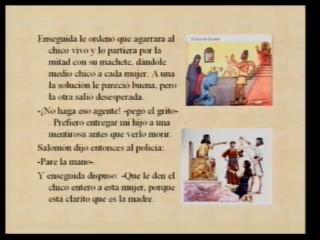 Enseguida le ordenó que agarrara al
chico vivo y lo partiera por la
mitad con su machete, dándole
medio chico a cada mujer. A una
la solución le pareció buena, pero
la otra salió desesperada.
-¡No haga eso agente! -pegó el grito-
. Prefiero entregar mi hijo a una
mentirosa antes que verlo morir.
Salomón dijo entonces al policia:
-Pare la mano-.
Y enseguida dispuso: -Que le den el
chico entero a esta mujer, porque
está clarito que es la madre.